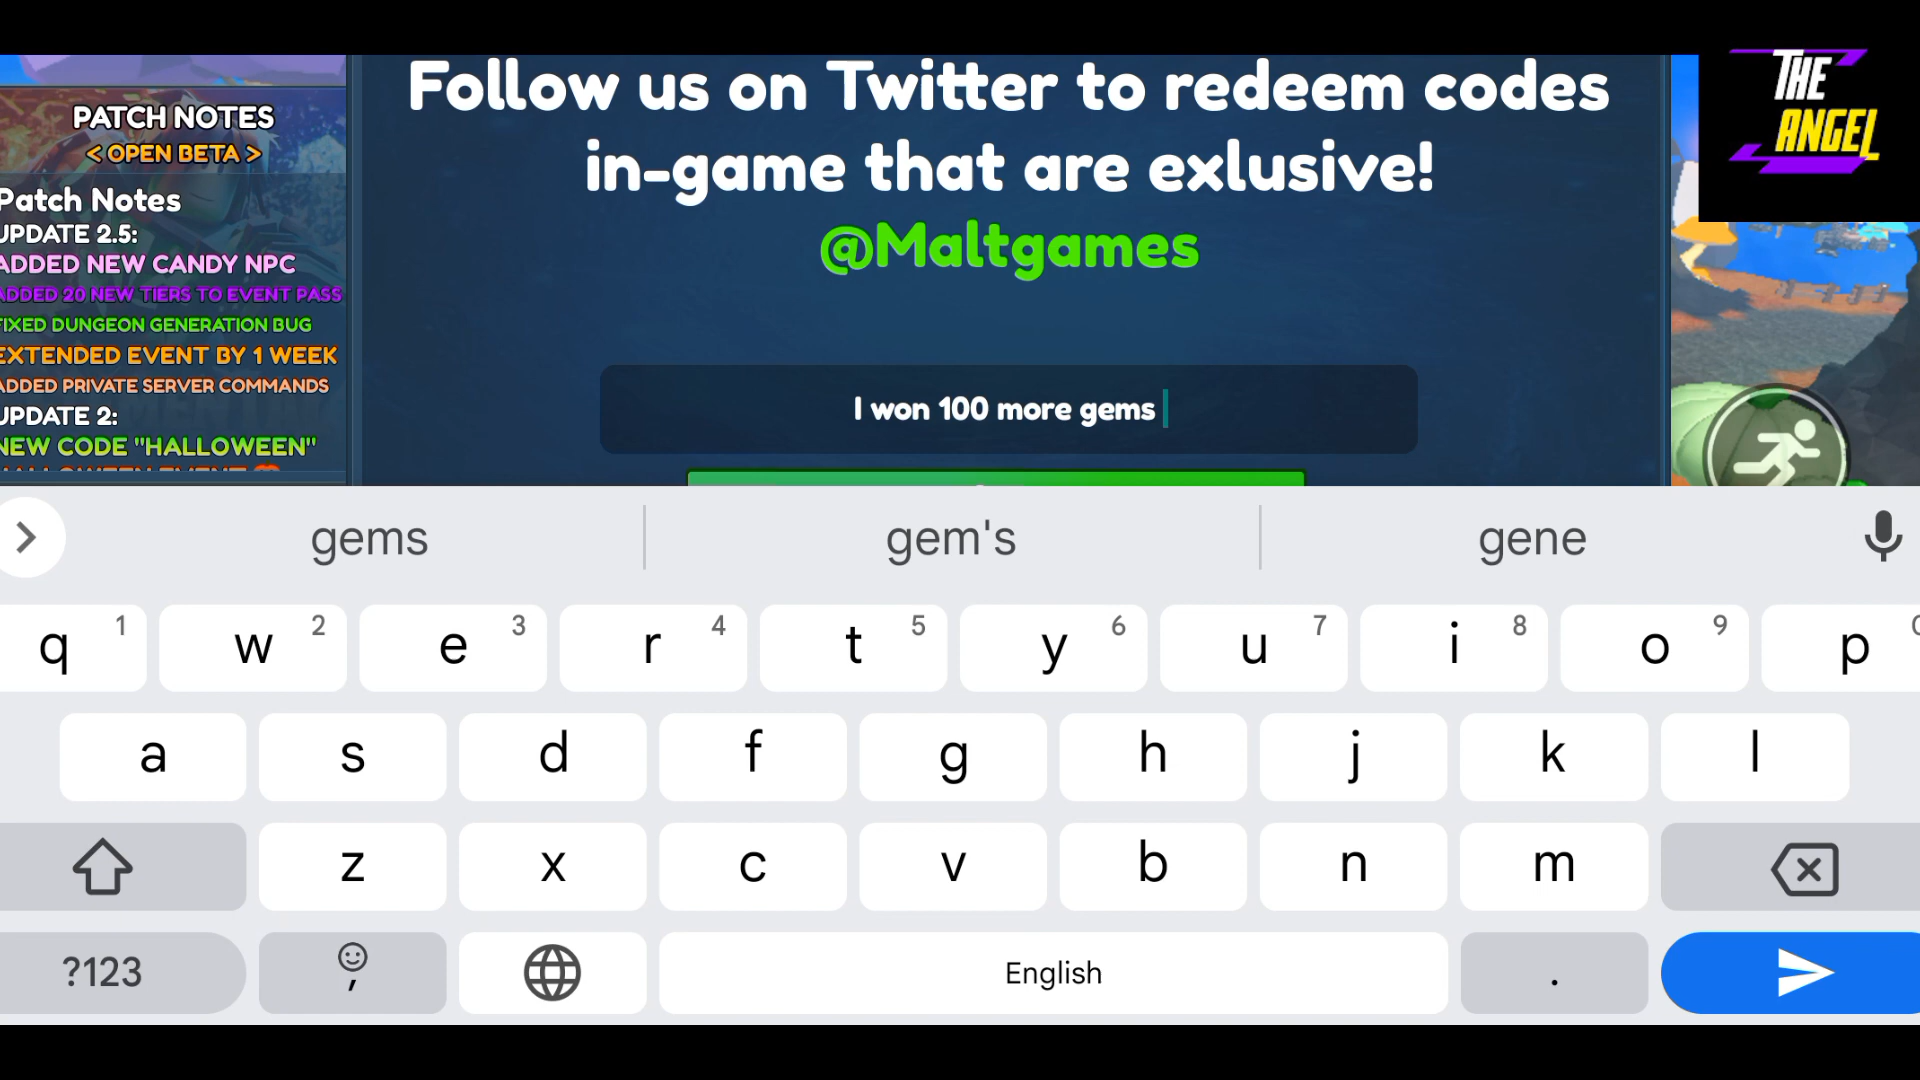 THE
ANGEL
PATCH NOTES
< OPEN BETA >
Patch Notes
UPDATE 2.5:
ADDED NEW CANDY NPC
ADDED 20 NEW TIERS TO EVENT PASS
FIXED DUNGEON GENERATION BUG
EXTENDED EVENT BY 1 WEEK
ADDED PRIVATE SERVER COMMANDS
UPDATE 2:
NEW CODE "HALLOWEEN"
HALLOWEEN EVENT
Follow us on Twitter to redeem codes
in-game that are exlusive!
@Maltgames
I won 100 more gems
gems gem's gene
q 1 w 2 e 3 r 4 t 5 y 6 u 7 i 8 o 9 p 0
a s d f g h j k l
z x c v b n m
?123 , English .